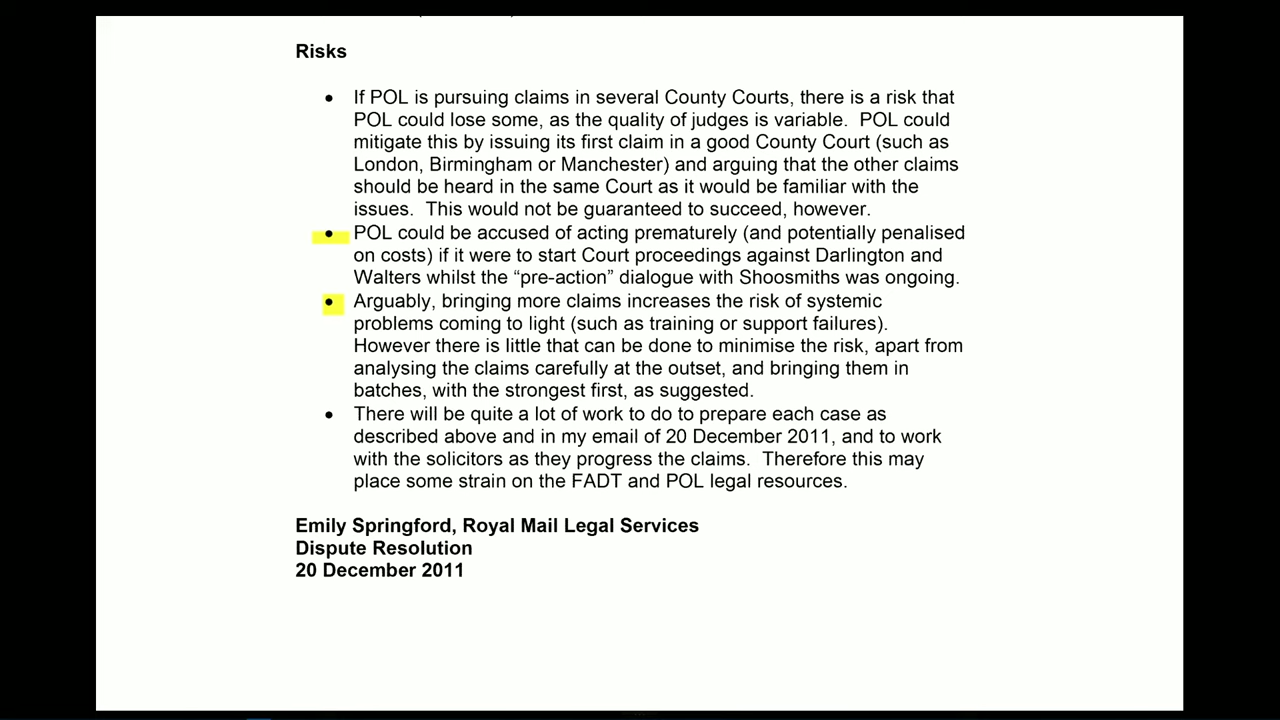 Risks
• If POL is pursuing claims in several County Courts, there is a risk that
POL could lose some, as the quality of judges is variable.  POL could
mitigate this by issuing its first claim in a good County Court (such as
London, Birmingham or Manchester) and arguing that the other claims
should be heard in the same Court as it would be familiar with the
issues.  This would not be guaranteed to succeed, however.
• POL could be accused of acting prematurely (and potentially penalised
on costs) if it were to start Court proceedings against Darlington and
Walters whilst the “pre-action” dialogue with Shoosmiths was ongoing.
• Arguably, bringing more claims increases the risk of systemic
problems coming to light (such as training or support failures).
However there is little that can be done to minimise the risk, apart from
analysing the claims carefully at the outset, and bringing them in
batches, with the strongest first, as suggested.
• There will be quite a lot of work to do to prepare each case as
described above and in my email of 20 December 2011, and to work
with the solicitors as they progress the claims.  Therefore this may
place some strain on the FADT and POL legal resources.
Emily Springford, Royal Mail Legal Services
Dispute Resolution
20 December 2011